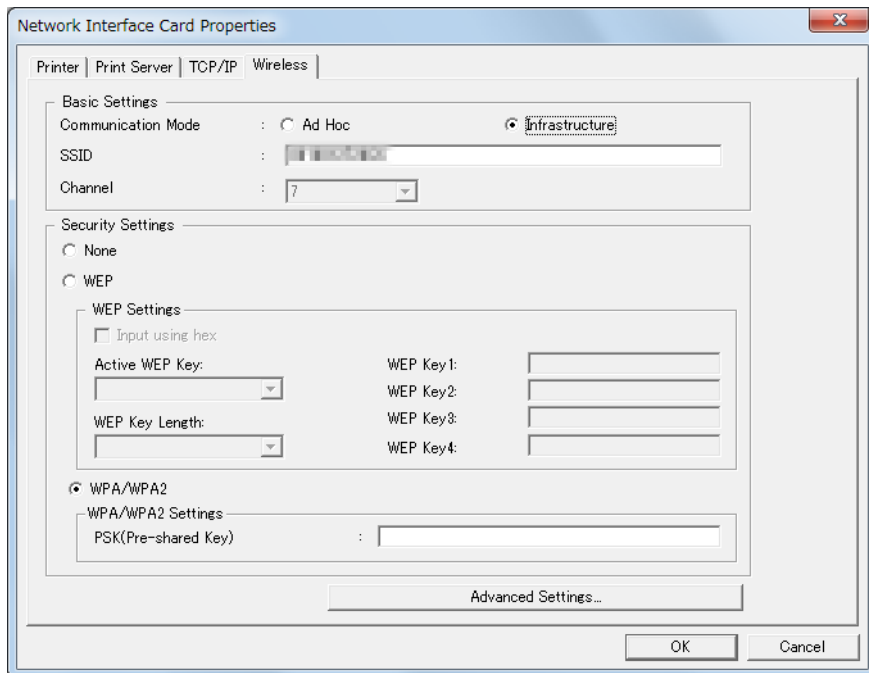 Network Interface Card Properties
Printer Print Server TCP/IP Wireless
Basic Settings
Communication Mode : Ad Hoc Infrastructure
SSID :
Channel : 7
Security Settings
None
WEP
WEP Settings
Input using hex
Active WEP Key: WEP Key1:
WEP Key2:
WEP Key Length: WEP Key3:
WEP Key4:
WPA/WPA2
WPA/WPA2 Settings
PSK(Pre-shared Key) :
Advanced Settings...
OK Cancel